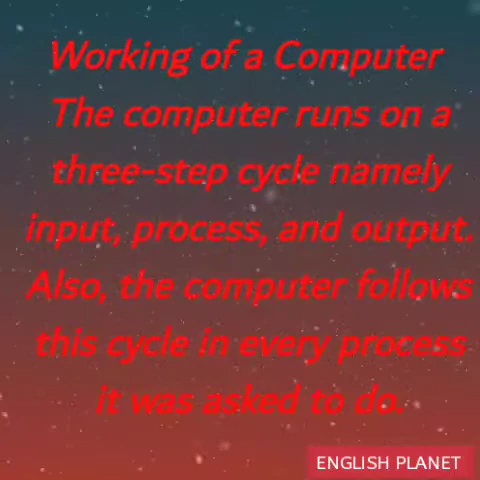 Working of a Computer
The computer runs on a
three-step cycle namely
input, process, and output.
Also, the computer follows
this cycle in every process
it was asked to do.
ENGLISH PLANET